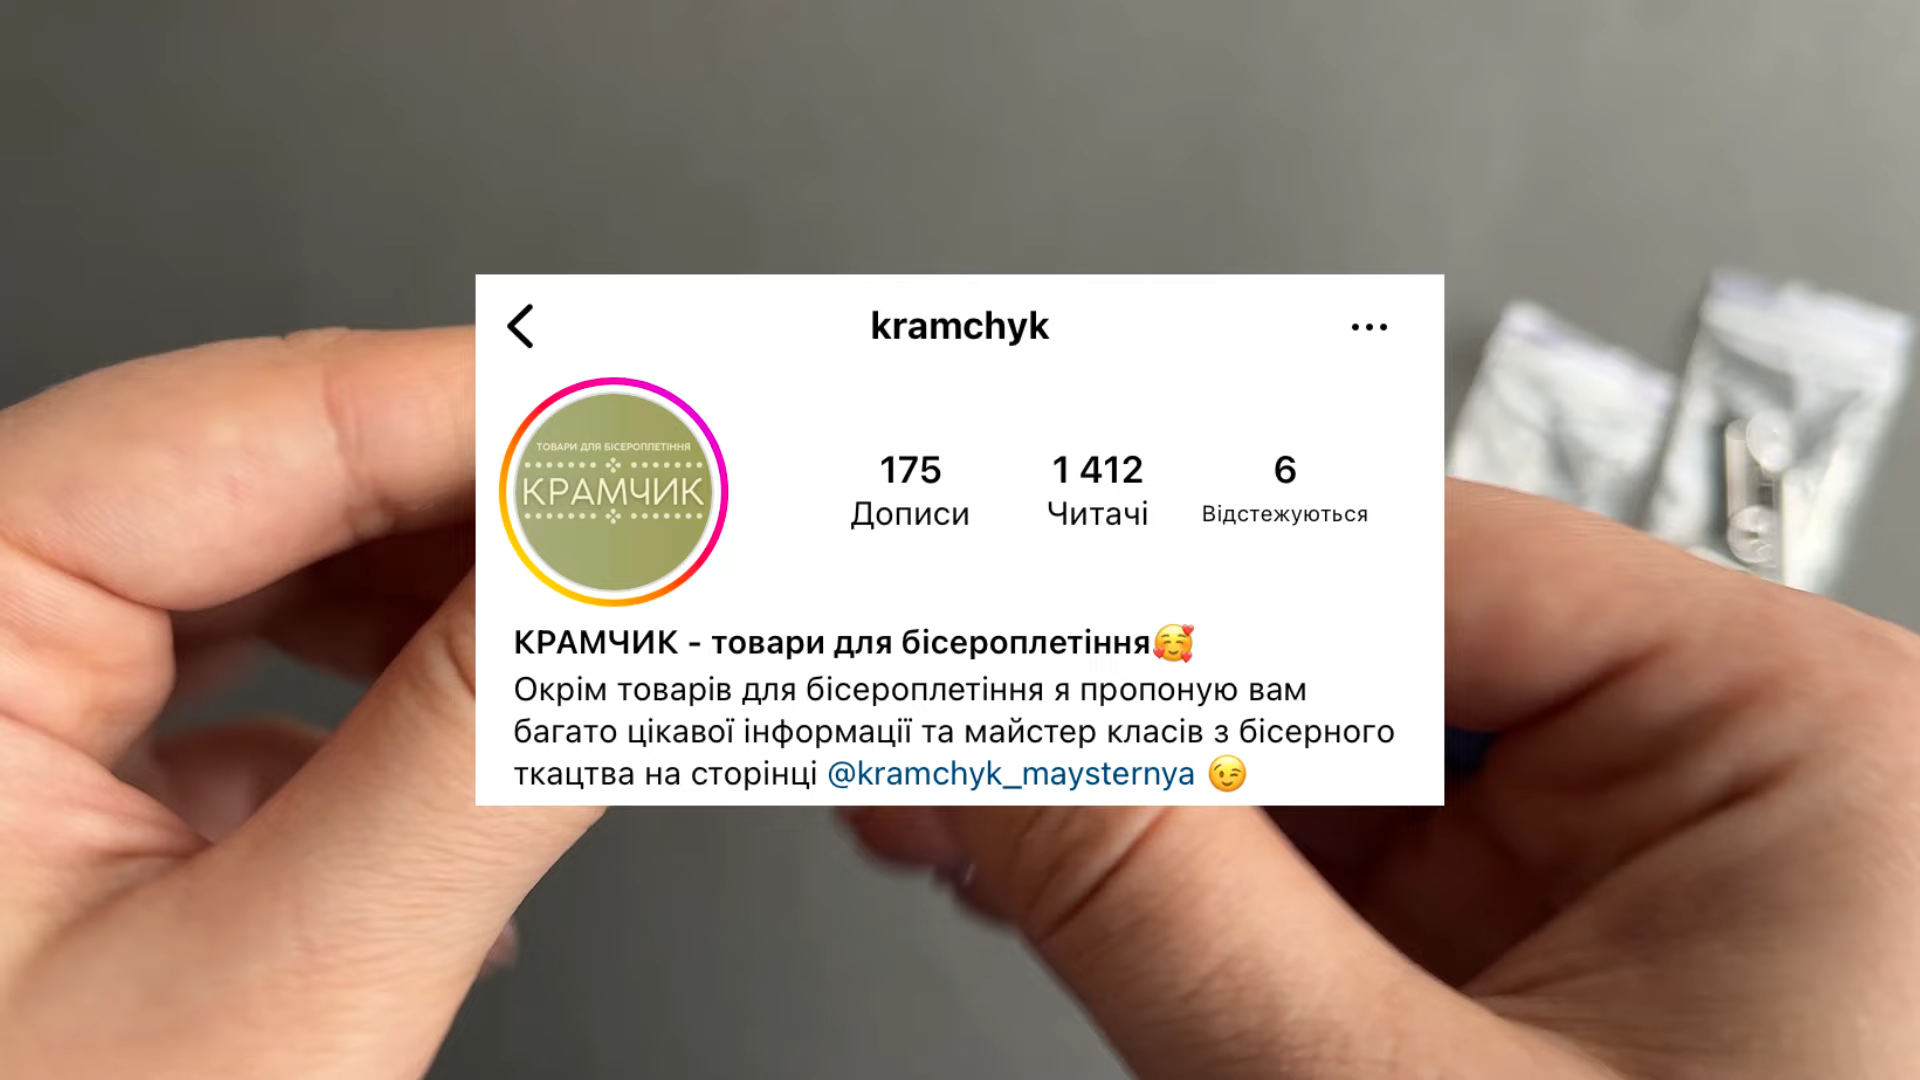 kramchyk
ТОВАРИ ДЛЯ БІСЕРОПЛЕТІННЯ
КРАМЧИК
175
Дописи
1 412
Читачі
6
Відстежуються
КРАМЧИК - товари для бісероплетіння🥰
Окрім товарів для бісероплетіння я пропоную вам
багато цікавої інформації та майстер класів з бісерного
ткацтва на сторінці @kramchyk_maysternya 😉